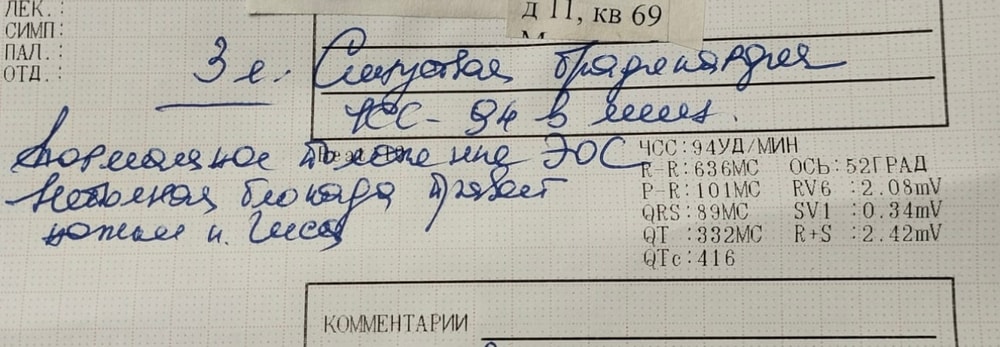 ЛЕК.:
СИМП:
ПАЛ.:
ОТД.:
д 11, кв 69
3 г. Синусовая брадикардия
ЧСС - 94 в мин.
Нормальное положение ЭОС
Неполная блокада правой
ножки п. Гиса
ЧСС:94УД/МИН
R-R:636МС ОСЬ:52ГРАД
P-R:101МС RV6 :2.08mV
QRS:89МС SV1 :0.34mV
QT :332МС R+S :2.42mV
QTc:416
КОММЕНТАРИИ